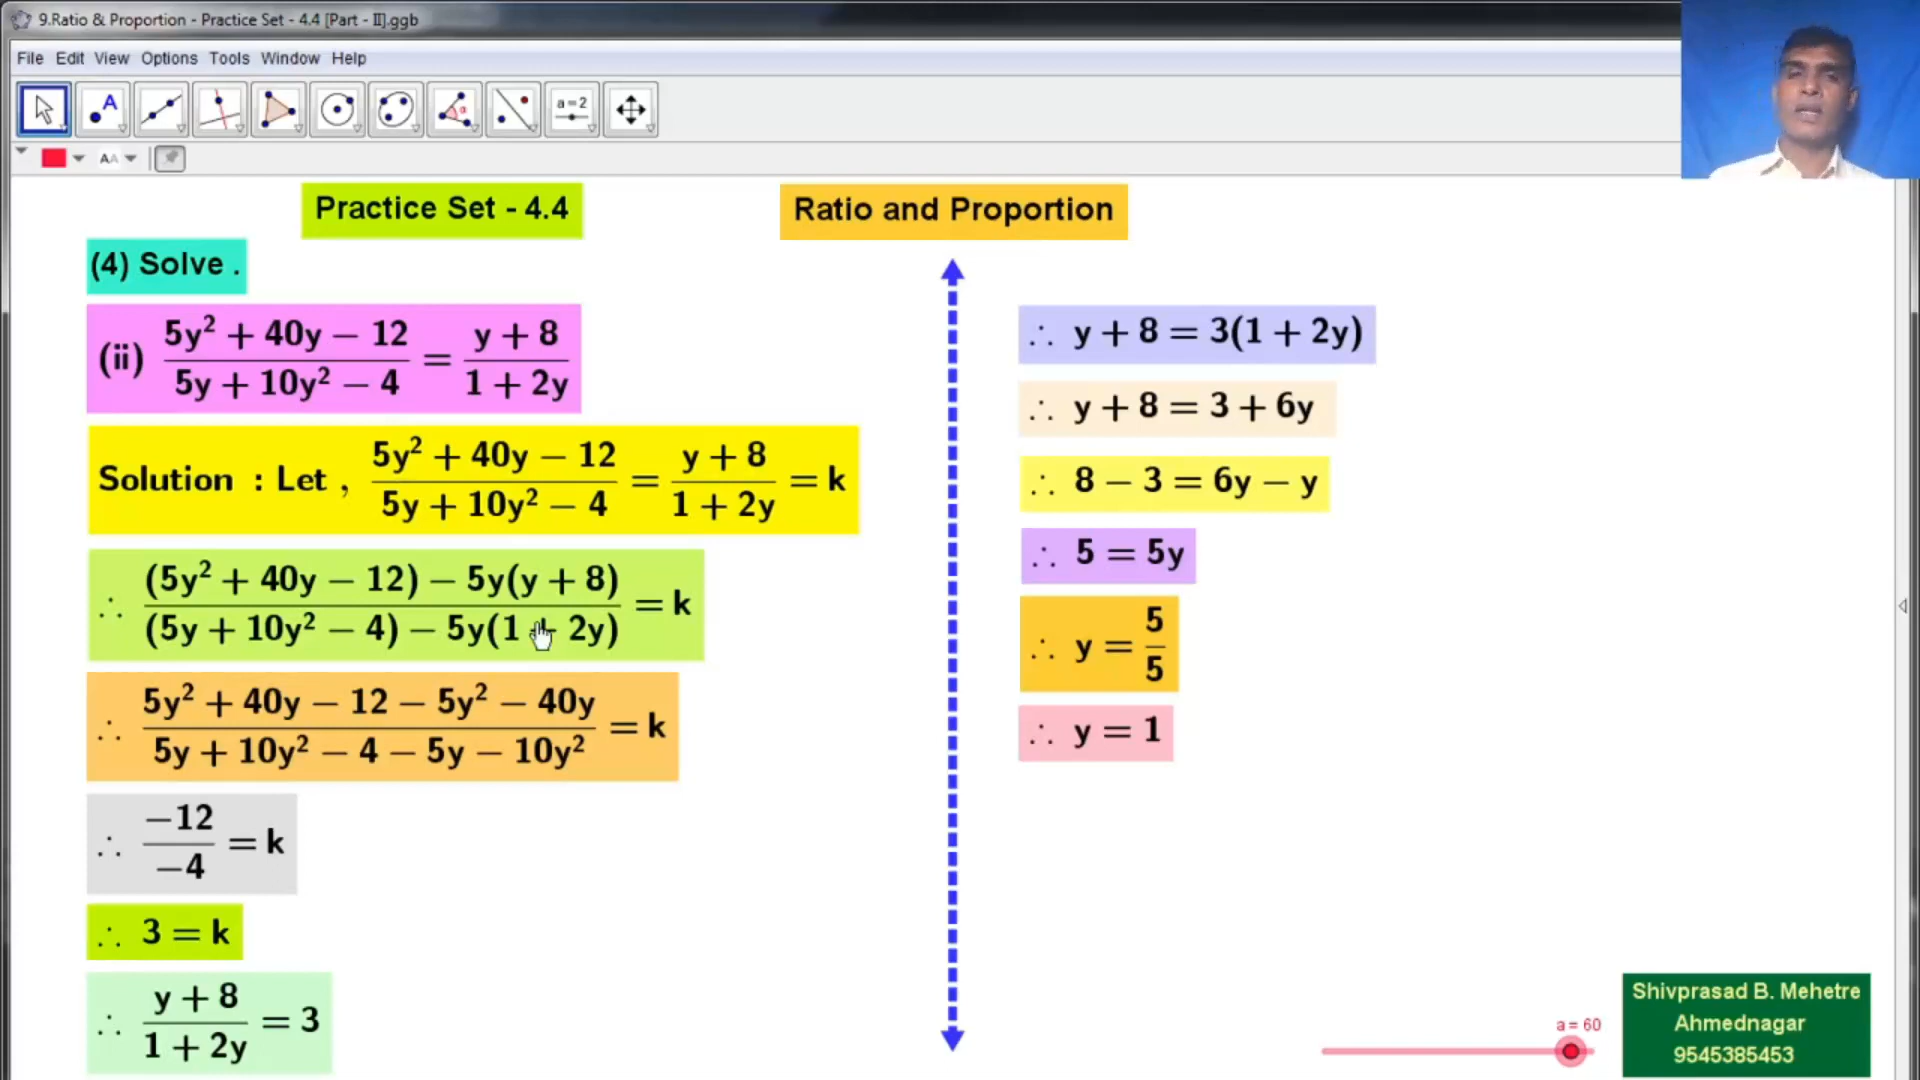 9.Ratio & Proportion - Practice Set - 4.4 [Part - II].ggb
File Edit View Options Tools Window Help
A
a = 2
AA
Practice Set - 4.4
Ratio and Proportion
(4) Solve .
(ii) (5y² + 40y − 12)/(5y + 10y² − 4) = (y + 8)/(1 + 2y)
Solution : Let , (5y² + 40y − 12)/(5y + 10y² − 4) = (y + 8)/(1 + 2y) = k
∴ ((5y² + 40y − 12) − 5y(y + 8))/((5y + 10y² − 4) − 5y(1 + 2y)) = k
∴ (5y² + 40y − 12 − 5y² − 40y)/(5y + 10y² − 4 − 5y − 10y²) = k
∴ −12/−4 = k
∴ 3 = k
∴ (y + 8)/(1 + 2y) = 3
∴ y + 8 = 3(1 + 2y)
∴ y + 8 = 3 + 6y
∴ 8 − 3 = 6y − y
∴ 5 = 5y
∴ y = 5/5
∴ y = 1
a = 60
Shivprasad B. Mehetre
Ahmednagar
9545385453